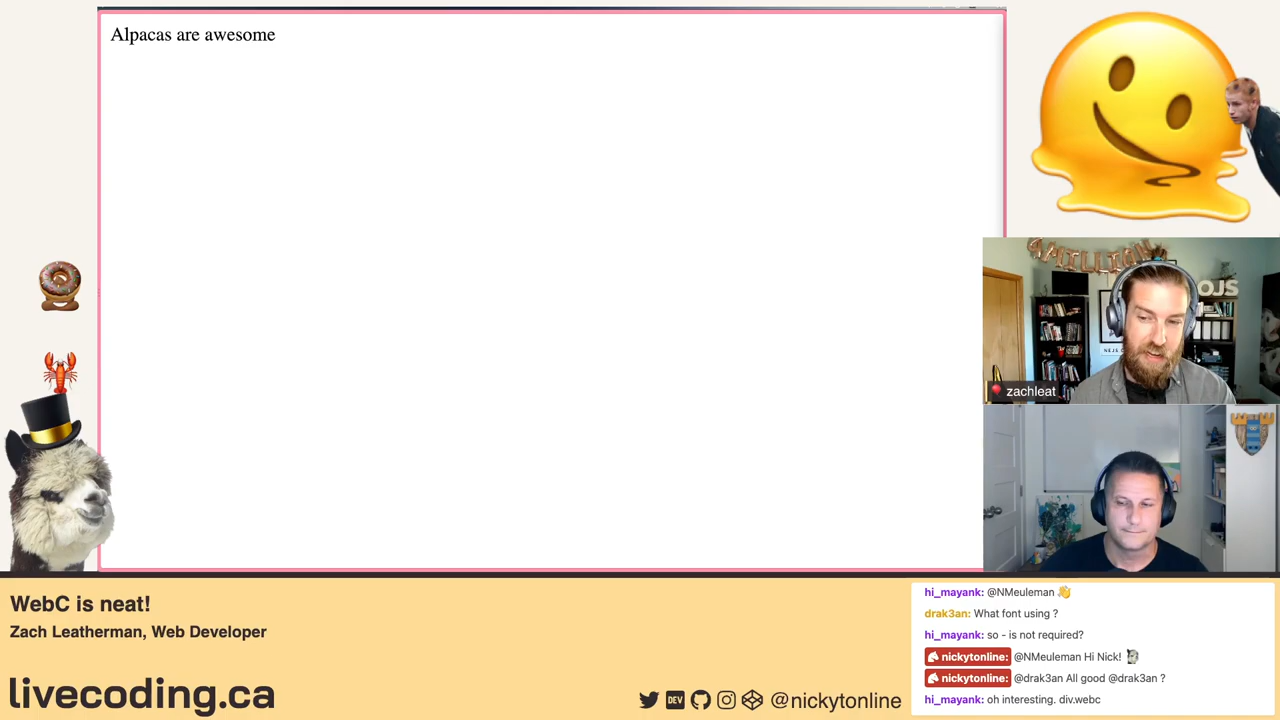 Alpacas are awesome
zachleat
WebC is neat!
Zach Leatherman, Web Developer
livecoding.ca
DEV
@nickytonline
hi_mayank: @NMeuleman
drak3an: What font using ?
hi_mayank: so - is not required?
nickytonline: @NMeuleman Hi Nick!
nickytonline: @drak3an All good @drak3an ?
hi_mayank: oh interesting. div.webc